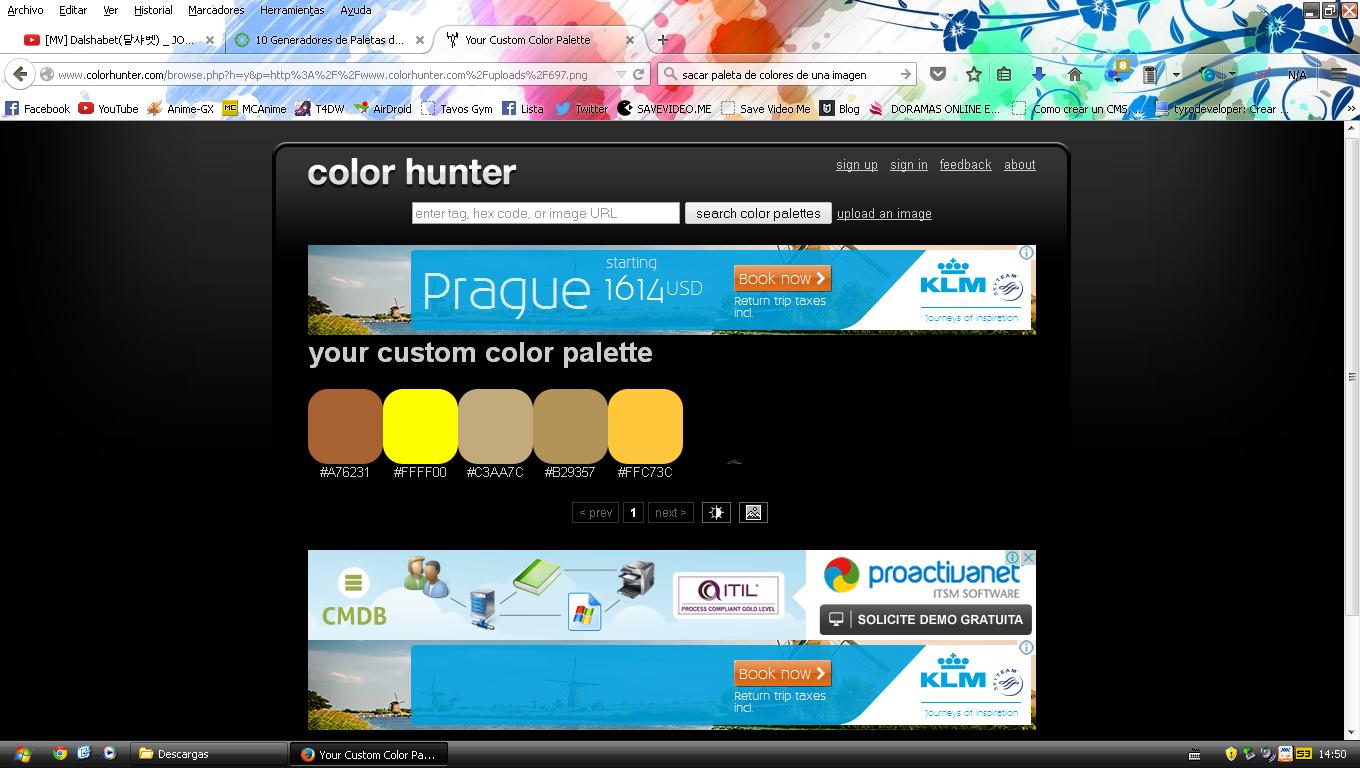 Archivo Editar Ver Historial Marcadores Herramientas Ayuda
[MV] Dalshabet(달샤벳) _ JO... 10 Generadores de Paletas d... Your Custom Color Palette
www.colorhunter.com/browse.php?h=y&p=http%3A%2F%2Fwww.colorhunter.com%2Fuploads%2F697.png sacar paleta de colores de una imagen 8 N/A
Facebook YouTube Anime-GX MC MCAnime T4DW AirDroid Tavos Gym Lista Twitter SAVEVIDEO.ME Save Video Me Blog DORAMAS ONLINE E... Como crear un CMS, tyrodeveloper: Crear ...
color hunter
sign up sign in feedback about
enter tag, hex code, or image URL search color palettes upload an image
Prague starting 1614 USD
Book now
Return trip taxes
incl.
KLM
SKYTEAM
Journeys of Inspiration
your custom color palette
#A76231 #FFFF00 #C3AA7C #B29357 #FFC73C
< prev 1 next >
CMDB
ITIL®
PROCESS COMPLIANT GOLD LEVEL
proactivanet
ITSM SOFTWARE
SOLICITE DEMO GRATUITA
Book now
Return trip taxes
incl.
KLM
SKYTEAM
Journeys of Inspiration
Descargas Your Custom Color Pa... 53 14:50